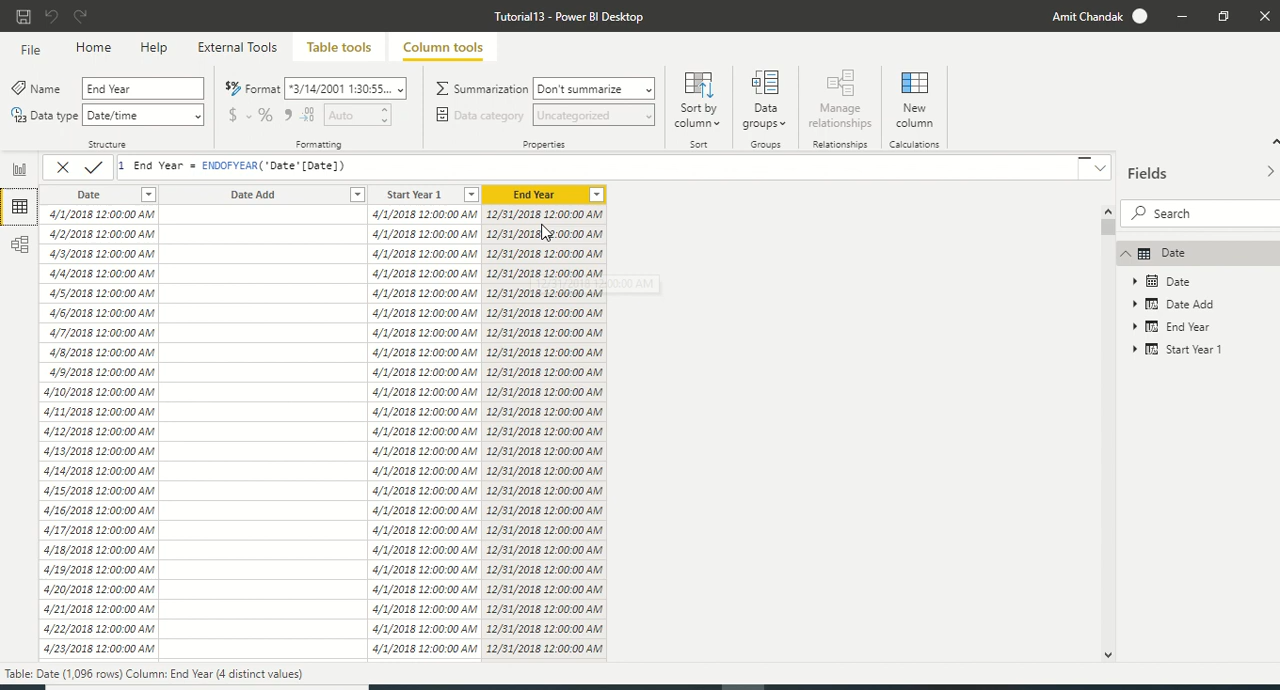 Tutorial13 - Power BI Desktop
Amit Chandak
File
Home
Help
External Tools
Table tools
Column tools
Name
End Year
Data type
Date/time
Structure
Format
*3/14/2001 1:30:55...
$
%
Auto
Formatting
Summarization
Don't summarize
Data category
Uncategorized
Properties
Sort by
column
Sort
Data
groups
Groups
Manage
relationships
Relationships
New
column
Calculations
1 End Year = ENDOFYEAR('Date'[Date])
Date Date Add Start Year 1 End Year
4/1/2018 12:00:00 AM 4/1/2018 12:00:00 AM 12/31/2018 12:00:00 AM
4/2/2018 12:00:00 AM 4/1/2018 12:00:00 AM 12/31/2018 12:00:00 AM
4/3/2018 12:00:00 AM 4/1/2018 12:00:00 AM 12/31/2018 12:00:00 AM
4/4/2018 12:00:00 AM 4/1/2018 12:00:00 AM 12/31/2018 12:00:00 AM
12/31/2018 12:00:00 AM
4/5/2018 12:00:00 AM 4/1/2018 12:00:00 AM 12/31/2018 12:00:00 AM
4/6/2018 12:00:00 AM 4/1/2018 12:00:00 AM 12/31/2018 12:00:00 AM
4/7/2018 12:00:00 AM 4/1/2018 12:00:00 AM 12/31/2018 12:00:00 AM
4/8/2018 12:00:00 AM 4/1/2018 12:00:00 AM 12/31/2018 12:00:00 AM
4/9/2018 12:00:00 AM 4/1/2018 12:00:00 AM 12/31/2018 12:00:00 AM
4/10/2018 12:00:00 AM 4/1/2018 12:00:00 AM 12/31/2018 12:00:00 AM
4/11/2018 12:00:00 AM 4/1/2018 12:00:00 AM 12/31/2018 12:00:00 AM
4/12/2018 12:00:00 AM 4/1/2018 12:00:00 AM 12/31/2018 12:00:00 AM
4/13/2018 12:00:00 AM 4/1/2018 12:00:00 AM 12/31/2018 12:00:00 AM
4/14/2018 12:00:00 AM 4/1/2018 12:00:00 AM 12/31/2018 12:00:00 AM
4/15/2018 12:00:00 AM 4/1/2018 12:00:00 AM 12/31/2018 12:00:00 AM
4/16/2018 12:00:00 AM 4/1/2018 12:00:00 AM 12/31/2018 12:00:00 AM
4/17/2018 12:00:00 AM 4/1/2018 12:00:00 AM 12/31/2018 12:00:00 AM
4/18/2018 12:00:00 AM 4/1/2018 12:00:00 AM 12/31/2018 12:00:00 AM
4/19/2018 12:00:00 AM 4/1/2018 12:00:00 AM 12/31/2018 12:00:00 AM
4/20/2018 12:00:00 AM 4/1/2018 12:00:00 AM 12/31/2018 12:00:00 AM
4/21/2018 12:00:00 AM 4/1/2018 12:00:00 AM 12/31/2018 12:00:00 AM
4/22/2018 12:00:00 AM 4/1/2018 12:00:00 AM 12/31/2018 12:00:00 AM
4/23/2018 12:00:00 AM 4/1/2018 12:00:00 AM 12/31/2018 12:00:00 AM
Fields
Search
Date
Date
Date Add
End Year
Start Year 1
Table: Date (1,096 rows) Column: End Year (4 distinct values)